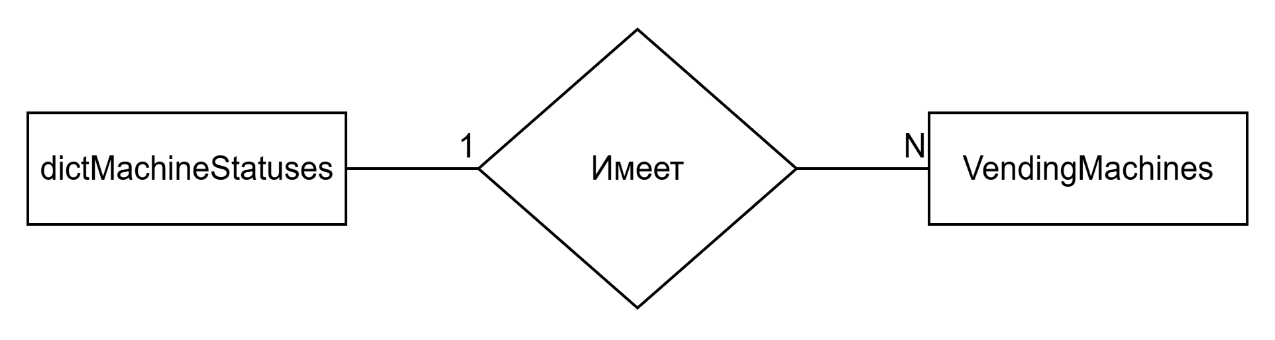 1
N
dictMachineStatuses
Имеет
VendingMachines